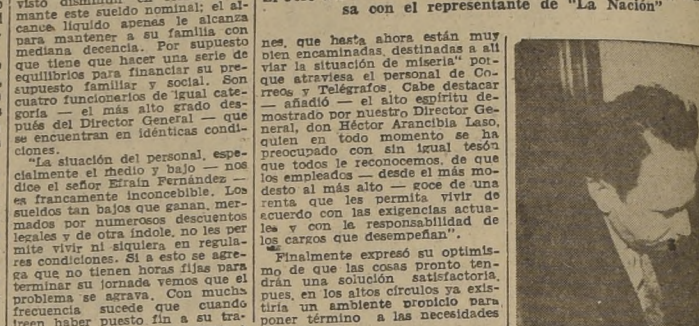 visto disminuí
mante este sueldo nominal; el al-
cance líquido apenas le alcanza
para mantener a su familia con
mediana decencia. Por supuesto
que tiene que hacer una serie de
equilibrios para financiar su pre-
supuesto familiar y social. Son
cuatro funcionarios de igual cate-
goría — el más alto grado des-
pués del Director General — que
se encuentran en idénticas condi-
ciones.
"La situación del personal, espe-
cialmente el medio y bajo — nos
dice el señor Efraín Fernández —
es francamente inconcebible. Los
sueldos tan bajos que ganan, mer-
mados por numerosos descuentos
legales y de otra índole, no les per
mite vivir ni siquiera en regula-
res condiciones. Si a esto se agre-
ga que no tienen horas fijas para
terminar su jornada vemos que el
problema se agrava. Con mucha
frecuencia sucede que cuando
creen haber puesto fin a su tra-
sa con el representante de "La Nación"
nes, que hasta ahora están muy
bien encaminadas, destinadas a ali
viar la situación de miseria" por-
que atraviesa el personal de Co-
rreos y Telégrafos. Cabe destacar
— añadió — el alto espíritu de-
mostrado por nuestro Director Ge-
neral, don Héctor Arancibia Laso,
quien en todo momento se ha
preocupado con sin igual tesón
que todos le reconocemos, de que
los empleados — desde el más mo-
desto al más alto — goce de una
renta que les permita vivir de
acuerdo con las exigencias actua-
les y con la responsabilidad de
los cargos que desempeñan".
Finalmente expresó su optimis-
mo de que las cosas pronto ten-
drán una solución satisfactoria,
pues, en los altos círculos ya exis-
tiría un ambiente propicio para
poner término a las necesidades